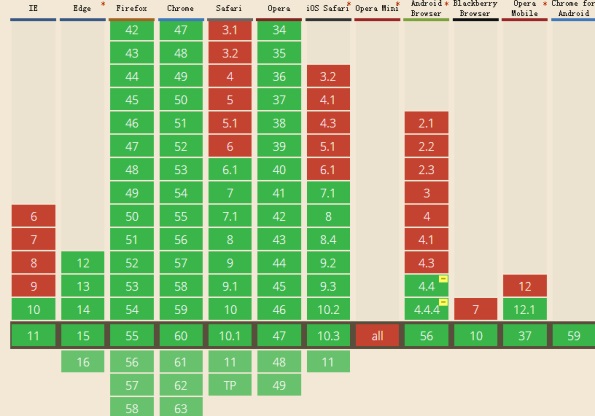 IE Edge * Firefox Chrome Safari Opera iOS Safari * Opera Mini * Android * Browser Blackberry Browser Opera * Mobile Chrome for Android
42 47 3.1 34
43 48 3.2 35
44 49 4 36 3.2
45 50 5 37 4.1
46 51 5.1 38 4.3 2.1
47 52 6 39 5.1 2.2
48 53 6.1 40 6.1 2.3
49 54 7 41 7.1 3
6 50 55 7.1 42 8 4
7 51 56 8 43 8.4 4.1
8 12 52 57 9 44 9.2 4.3
9 13 53 58 9.1 45 9.3 4.4 12
10 14 54 59 10 46 10.2 4.4.4 7 12.1
11 15 55 60 10.1 47 10.3 all 56 10 37 59
16 56 61 11 48 11
57 62 TP 49
58 63